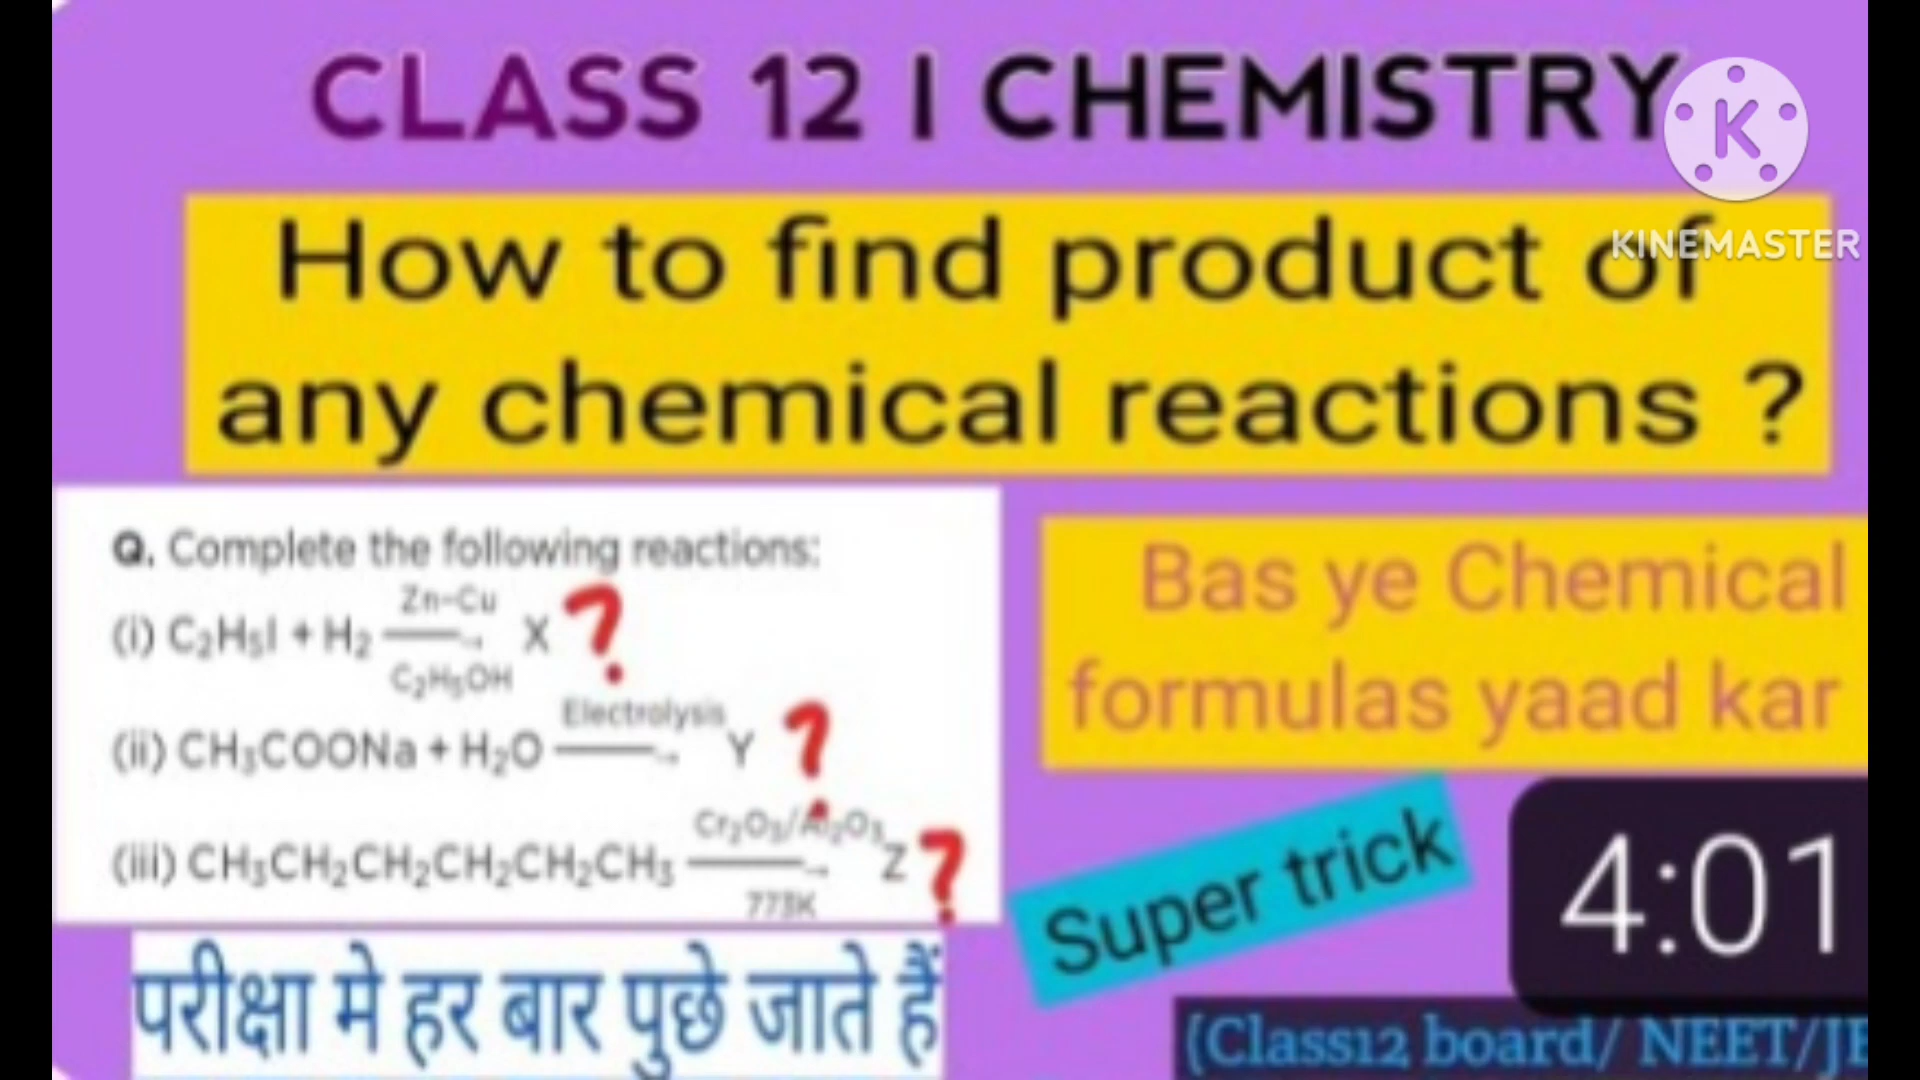 CLASS 12 I CHEMISTRY
K
KINEMASTER
How to find product of
any chemical reactions ?
Q. Complete the following reactions:
Zn-Cu
(i) C₂H₅I + H₂ → X ?
C₂H₅OH
Electrolysis
(ii) CH₃COONa + H₂O → Y ?
Cr₂O₃/Al₂O₃
(iii) CH₃CH₂CH₂CH₂CH₂CH₃ → Z ?
773K
Bas ye Chemical
formulas yaad kar
Super trick
4:01
परीक्षा मे हर बार पुछे जाते हैं
(Class12 board/ NEET/JE